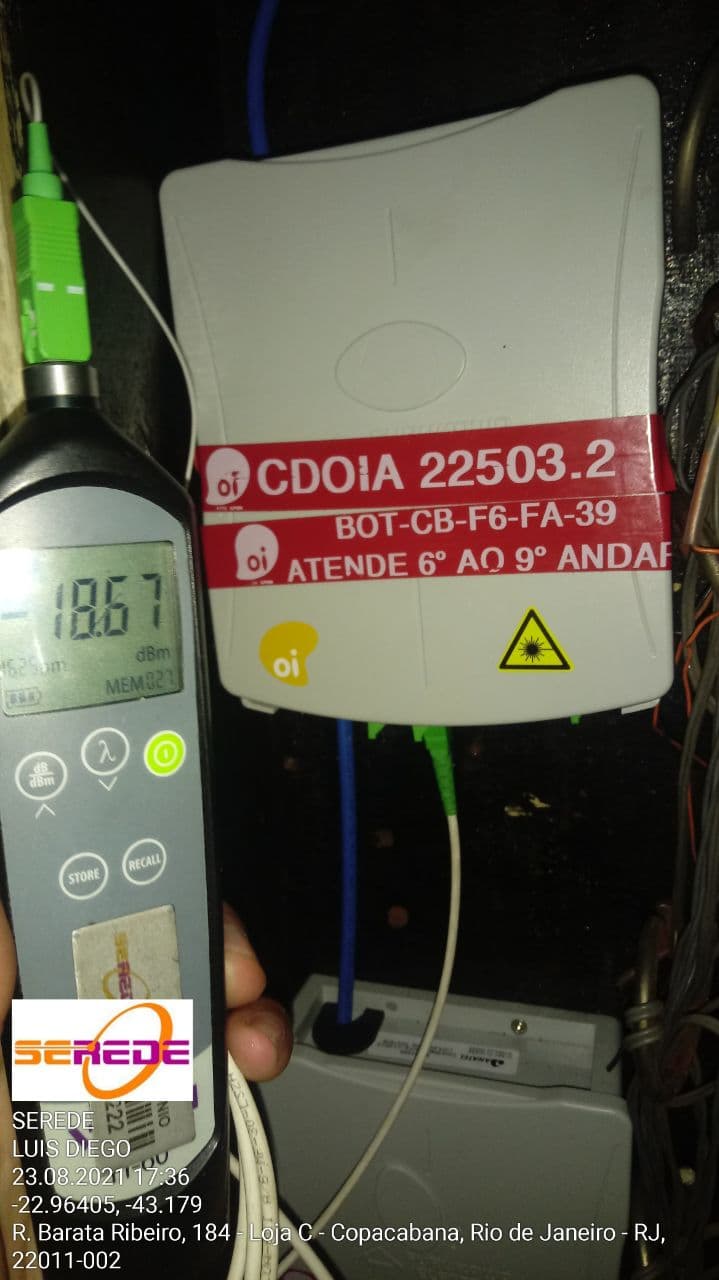 oi CDOIA 22503.2
oi BOT-CB-F6-FA-39
ATENDE 6º AO 9º ANDAR
oi
-18.67
dBm
MEM027
dB
dBm
λ
STORE
RECALL
SEREDE
SEREDE
SEREDE
LUIS DIEGO
23.08.2021 17:36
-22.96405, -43.179
R. Barata Ribeiro, 184 - Loja C - Copacabana, Rio de Janeiro - RJ,
22011-002